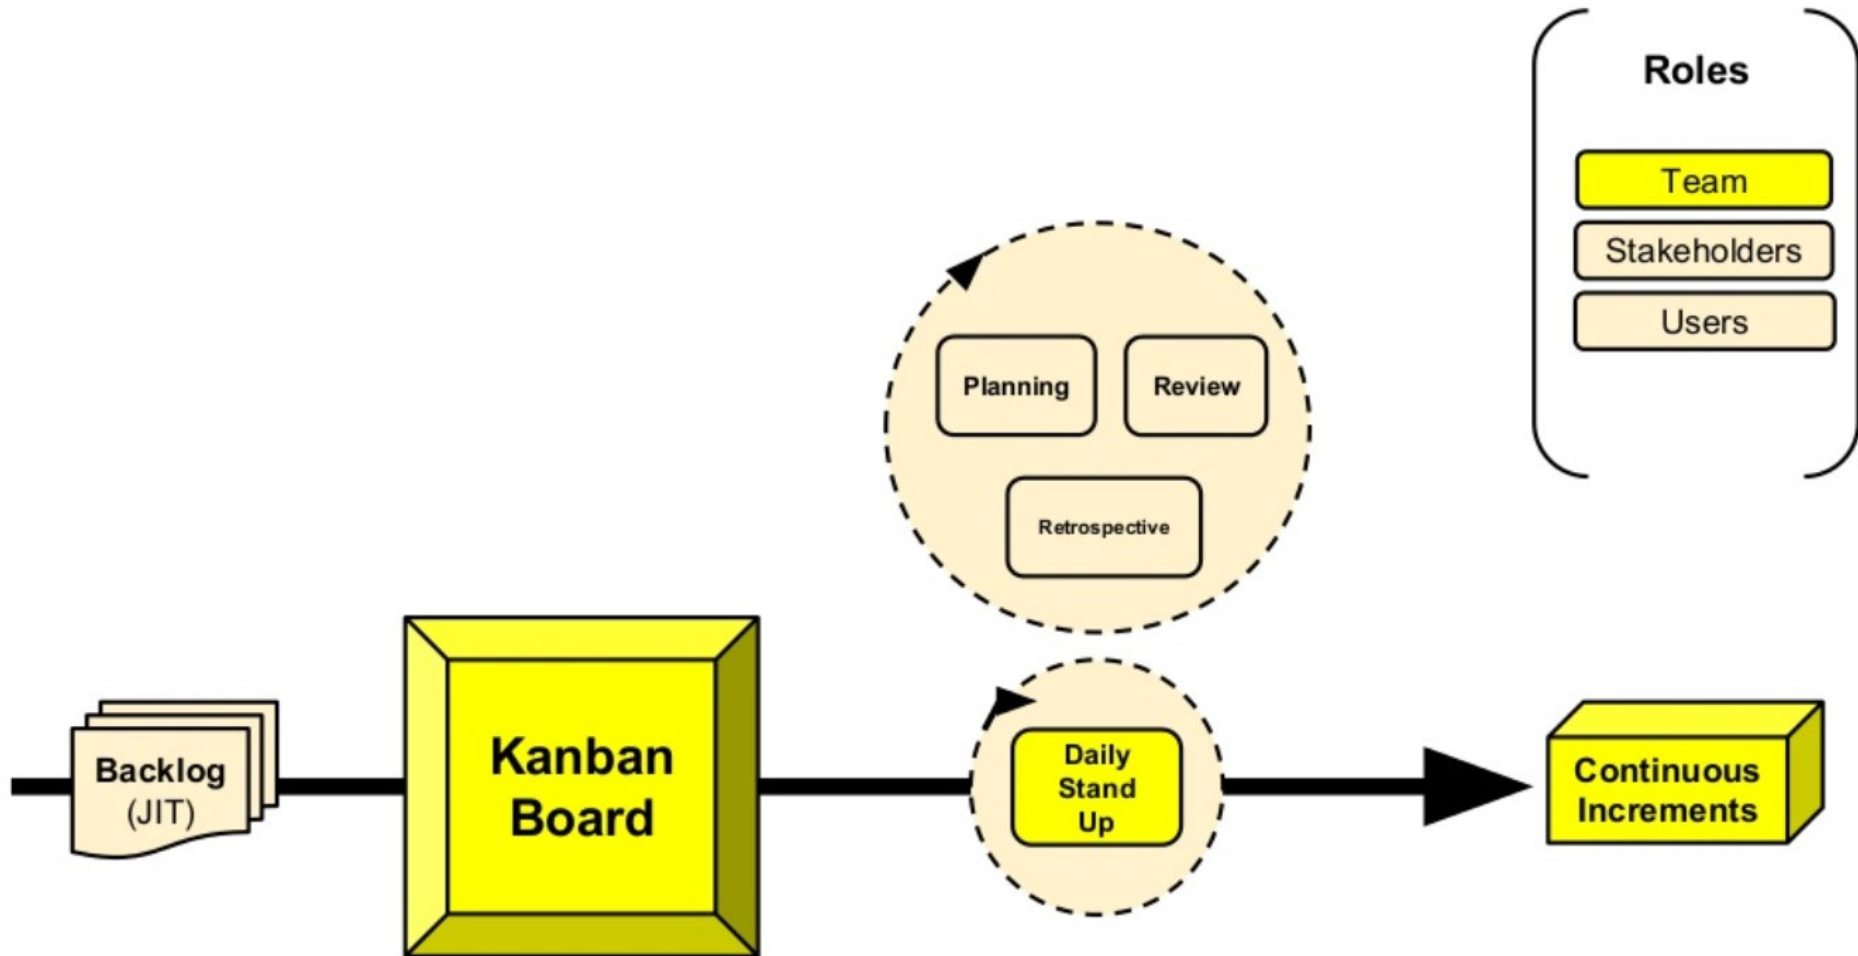 Roles
Team
Stakeholders
Users
Planning
Review
Retrospective
Backlog
(JIT)
Kanban
Board
Daily
Stand
Up
Continuous
Increments